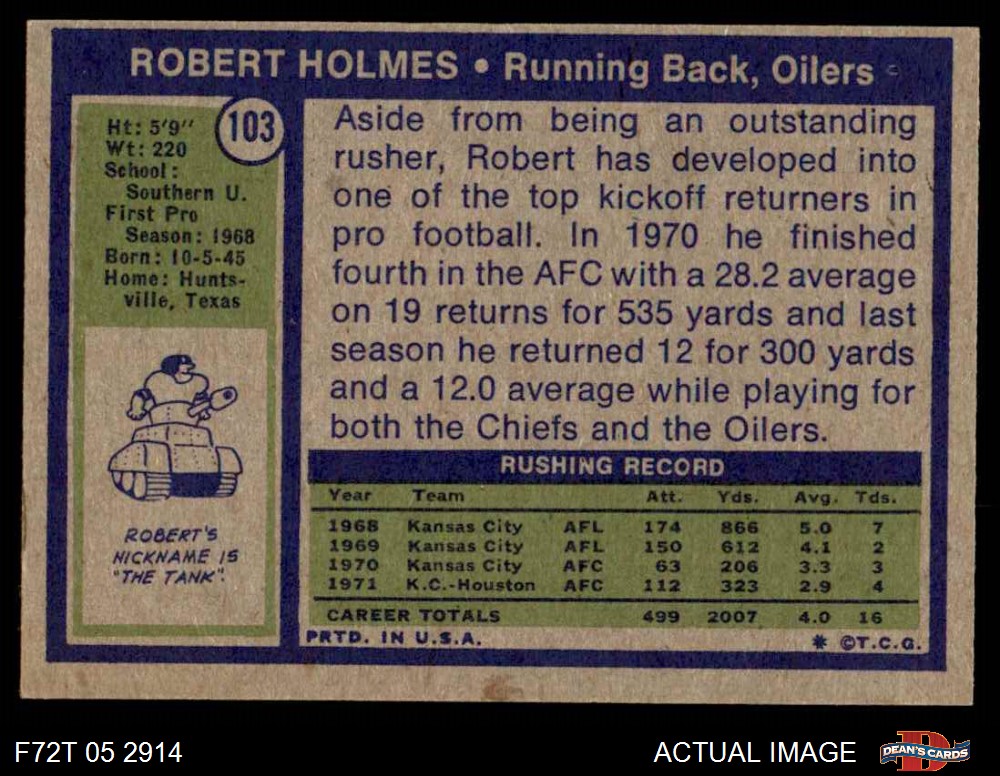 ROBERT HOLMES • Running Back, Oilers
103
Ht: 5'9"
Wt: 220
School:
Southern U.
First Pro
Season: 1968
Born: 10-5-45
Home: Hunts-
ville, Texas
ROBERT'S
NICKNAME IS
"THE TANK".
Aside from being an outstanding
rusher, Robert has developed into
one of the top kickoff returners in
pro football. In 1970 he finished
fourth in the AFC with a 28.2 average
on 19 returns for 535 yards and last
season he returned 12 for 300 yards
and a 12.0 average while playing for
both the Chiefs and the Oilers.
RUSHING RECORD
Year Team Att. Yds. Avg. Tds.
1968 Kansas City AFL 174 866 5.0 7
1969 Kansas City AFL 150 612 4.1 2
1970 Kansas City AFC 63 206 3.3 3
1971 K.C.-Houston AFC 112 323 2.9 4
CAREER TOTALS 499 2007 4.0 16
PRTD. IN U.S.A. * ©T.C.G.
F72T 05 2914 ACTUAL IMAGE D DEAN'S CARDS